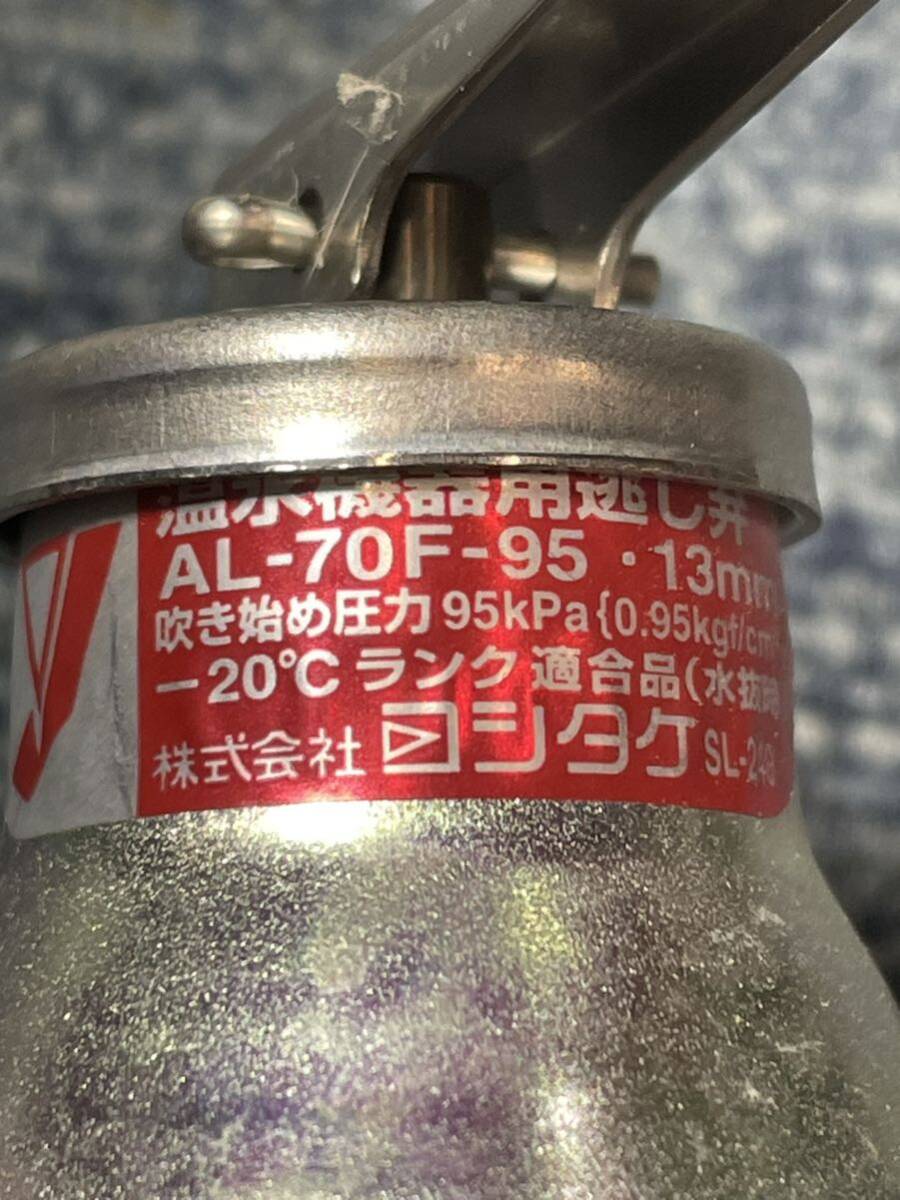 温水機器用逃し弁
AL-70F-95・13mm
吹き始め圧力 95kPa{0.95kgf/cm²
-20℃ランク適合品(水抜
株式会社 ヨシタケ SL-24